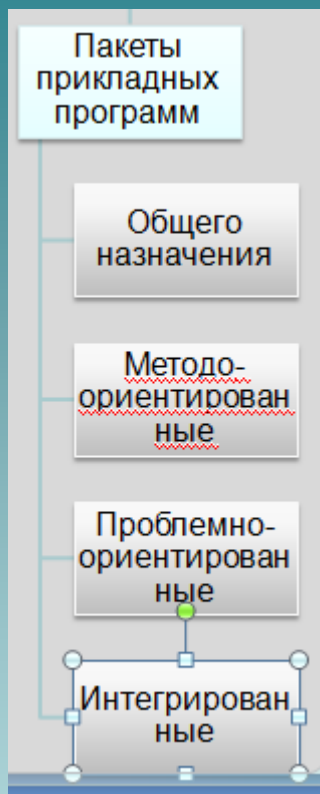 Пакеты
прикладных
программ
Общего
назначения
Методо-
ориентирован
ные
Проблемно-
ориентирован
ные
Интегрирован
ные